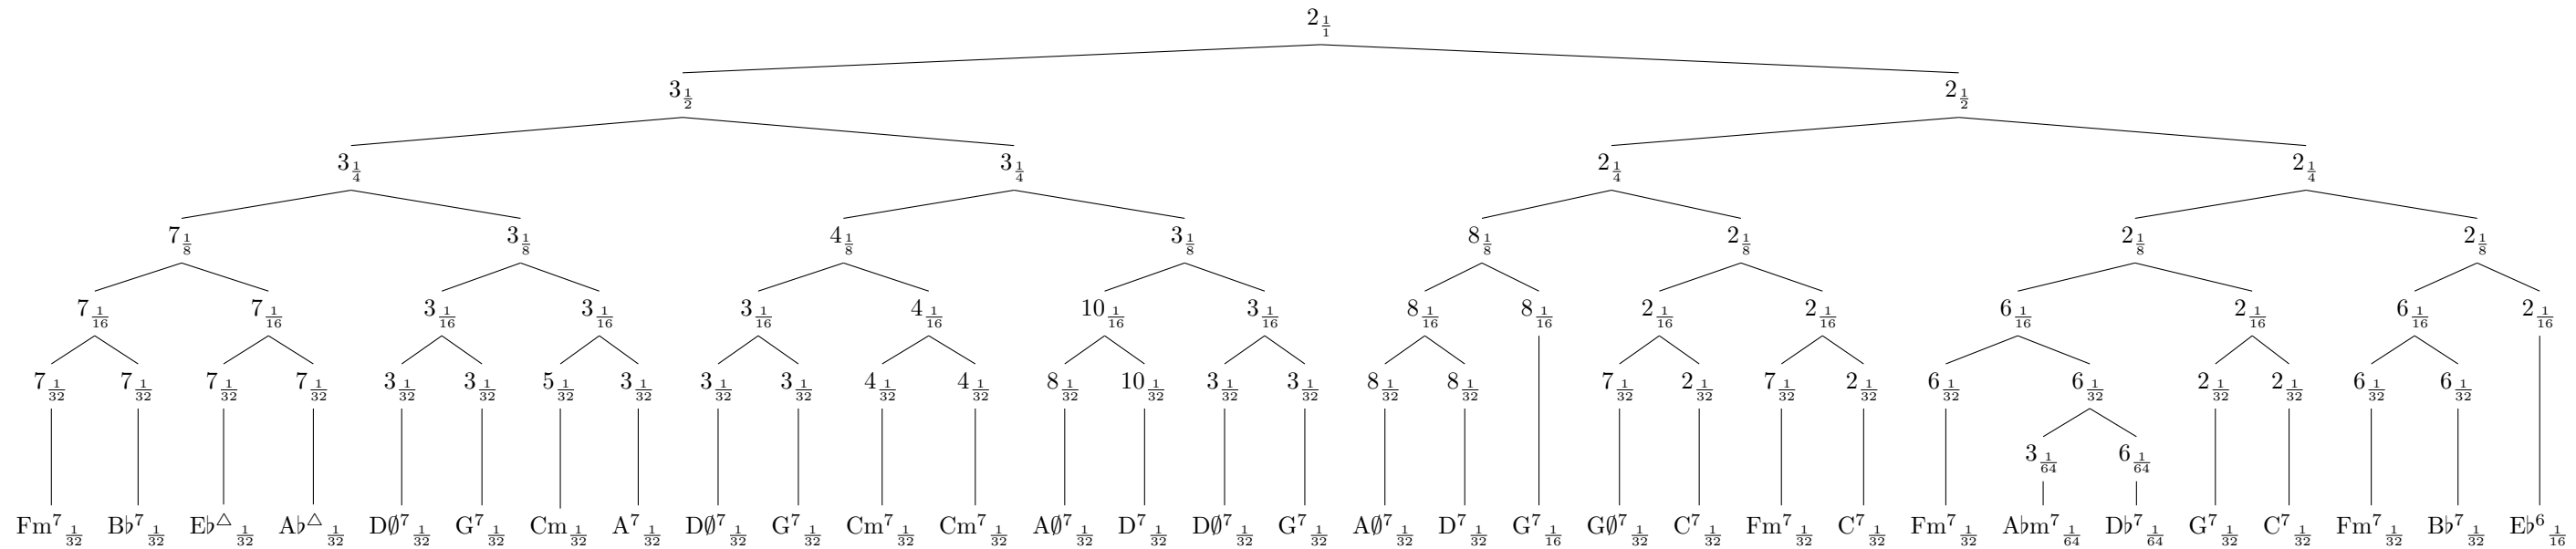 2 1/1
3 1/2 2 1/2
3 1/4 3 1/4 2 1/4 2 1/4
7 1/8 3 1/8 4 1/8 3 1/8 8 1/8 2 1/8 2 1/8 2 1/8
7 1/16 7 1/16 3 1/16 3 1/16 3 1/16 4 1/16 10 1/16 3 1/16 8 1/16 8 1/16 2 1/16 2 1/16 6 1/16 2 1/16 6 1/16 2 1/16
7 1/32 7 1/32 7 1/32 7 1/32 3 1/32 3 1/32 5 1/32 3 1/32 3 1/32 3 1/32 4 1/32 4 1/32 8 1/32 10 1/32 3 1/32 3 1/32 8 1/32 8 1/32 7 1/32 2 1/32 7 1/32 2 1/32 6 1/32 6 1/32 2 1/32 2 1/32 6 1/32 6 1/32
3 1/64 6 1/64
Fm⁷ 1/32 B♭⁷ 1/32 E♭△ 1/32 A♭△ 1/32 D∅⁷ 1/32 G⁷ 1/32 Cm 1/32 A⁷ 1/32 D∅⁷ 1/32 G⁷ 1/32 Cm⁷ 1/32 Cm⁷ 1/32 A∅⁷ 1/32 D⁷ 1/32 D∅⁷ 1/32 G⁷ 1/32 A∅⁷ 1/32 D⁷ 1/32 G⁷ 1/16 G∅⁷ 1/32 C⁷ 1/32 Fm⁷ 1/32 C⁷ 1/32 Fm⁷ 1/32 A♭m⁷ 1/64 D♭⁷ 1/64 G⁷ 1/32 C⁷ 1/32 Fm⁷ 1/32 B♭⁷ 1/32 E♭⁶ 1/16